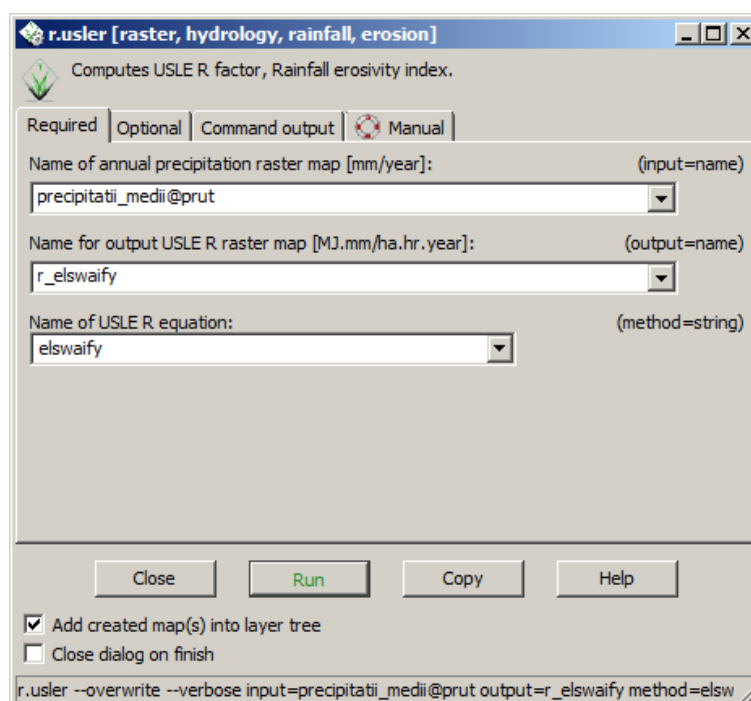 r.usler [raster, hydrology, rainfall, erosion]
Computes USLE R factor, Rainfall erosivity index.
Required Optional Command output Manual
Name of annual precipitation raster map [mm/year]: (input=name)
precipitatii_medii@prut
Name for output USLE R raster map [MJ.mm/ha.hr.year]: (output=name)
r_elswaify
Name of USLE R equation: (method=string)
elswaify
Close Run Copy Help
Add created map(s) into layer tree
Close dialog on finish
r.usler --overwrite --verbose input=precipitatii_medii@prut output=r_elswaify method=elsw